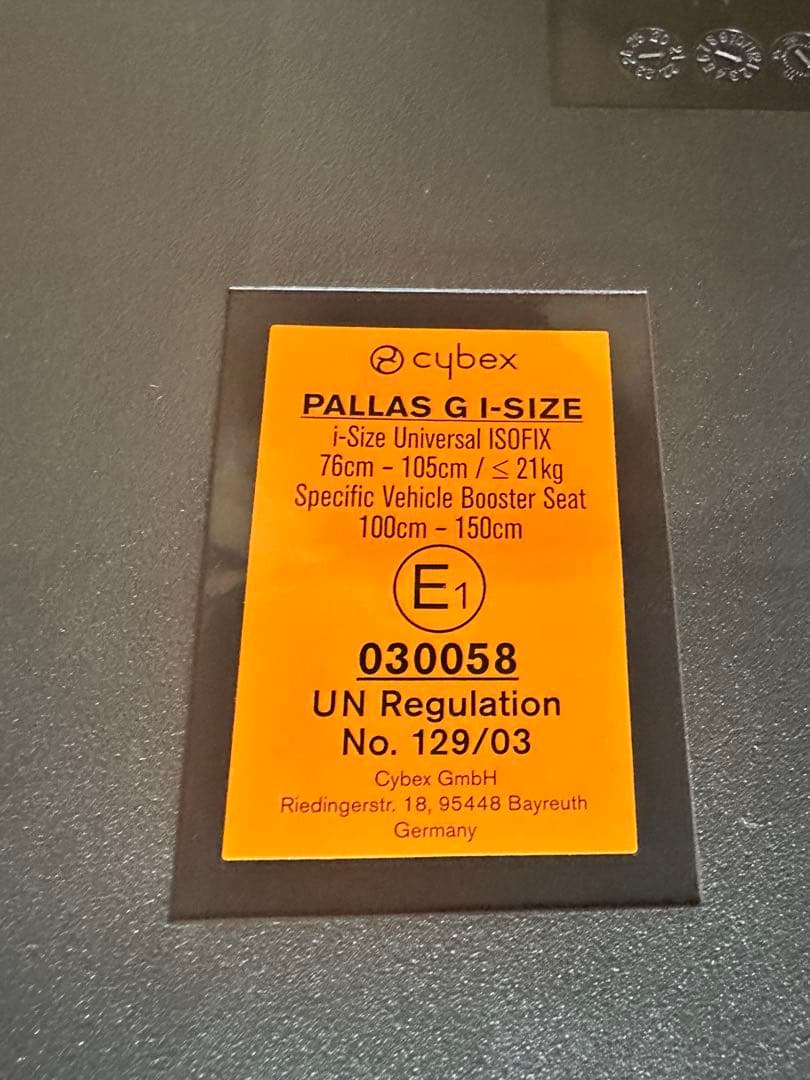 cybex
PALLAS G I-SIZE
i-Size Universal ISOFIX
76cm – 105cm / ≤ 21kg
Specific Vehicle Booster Seat
100cm – 150cm
E1
030058
UN Regulation
No. 129/03
Cybex GmbH
Riedingerstr. 18, 95448 Bayreuth
Germany